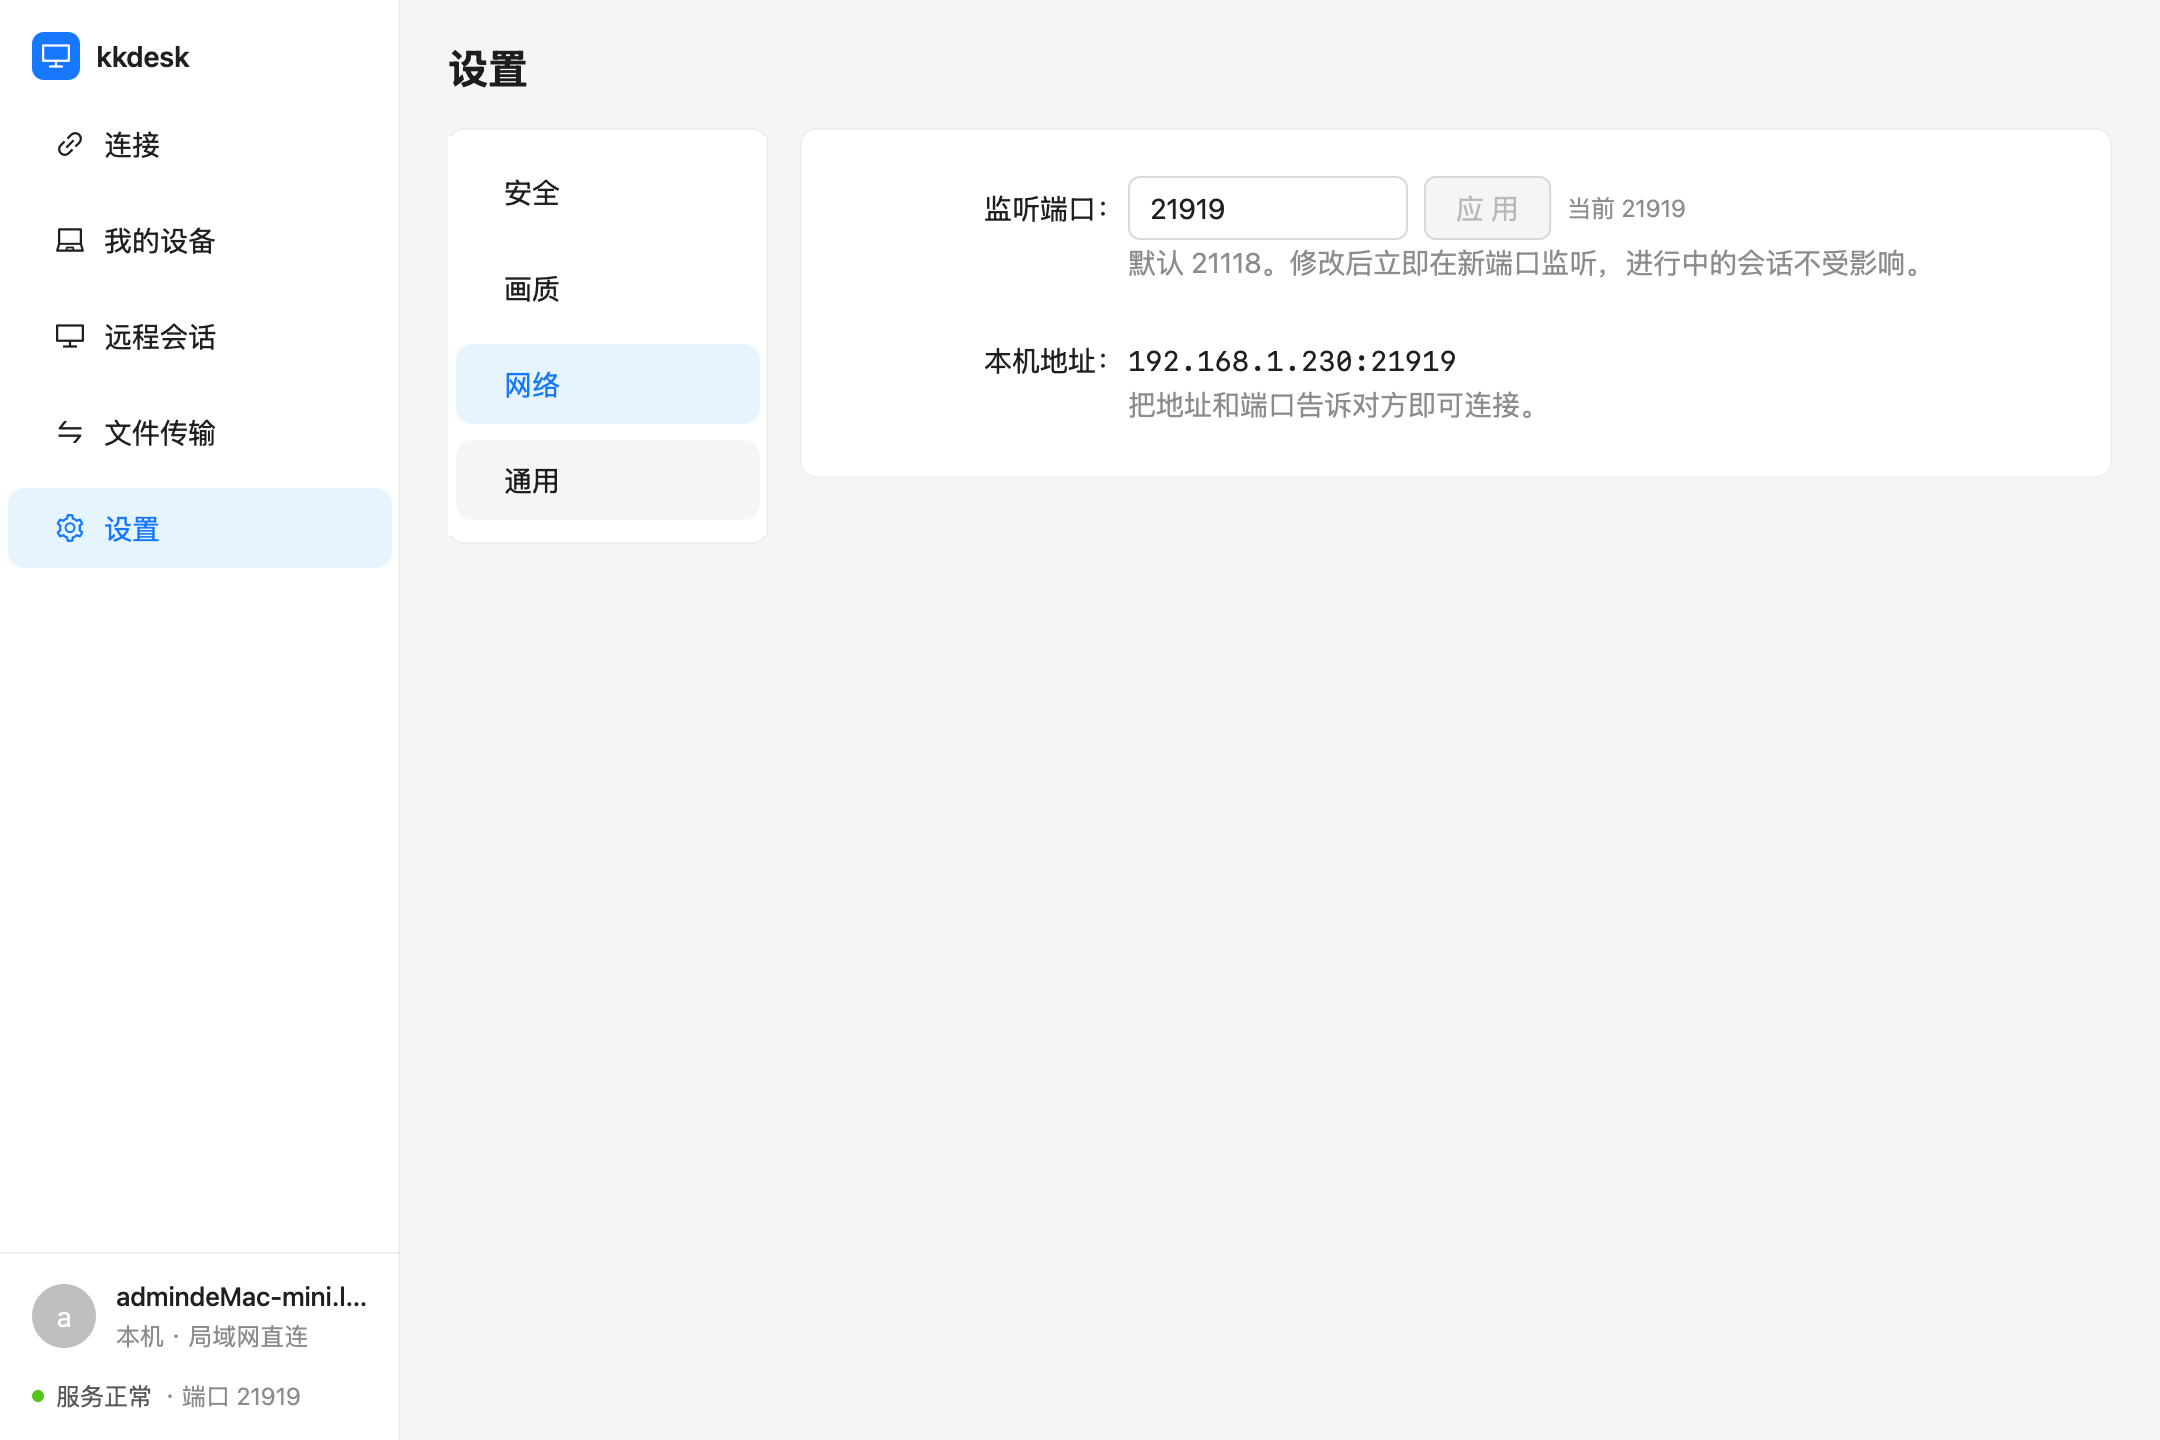 kkdesk
连接
我的设备
远程会话
文件传输
设置
admindeMac-mini.l...
本机 · 局域网直连
服务正常 · 端口 21919
设置
安全
画质
网络
通用
监听端口： 21919 应 用 当前 21919
默认 21118。修改后立即在新端口监听，进行中的会话不受影响。
本机地址： 192.168.1.230:21919
把地址和端口告诉对方即可连接。
a